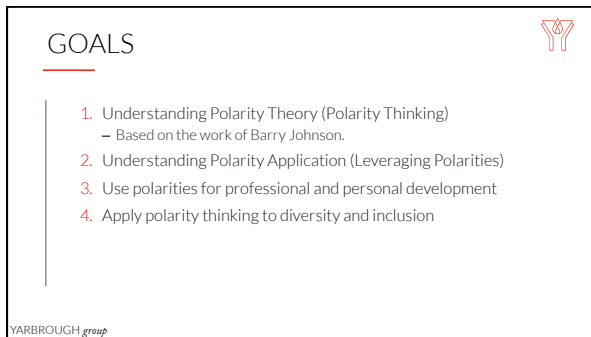 GOALS
1. Understanding Polarity Theory (Polarity Thinking)
– Based on the work of Barry Johnson.
2. Understanding Polarity Application (Leveraging Polarities)
3. Use polarities for professional and personal development
4. Apply polarity thinking to diversity and inclusion
YARBROUGH group